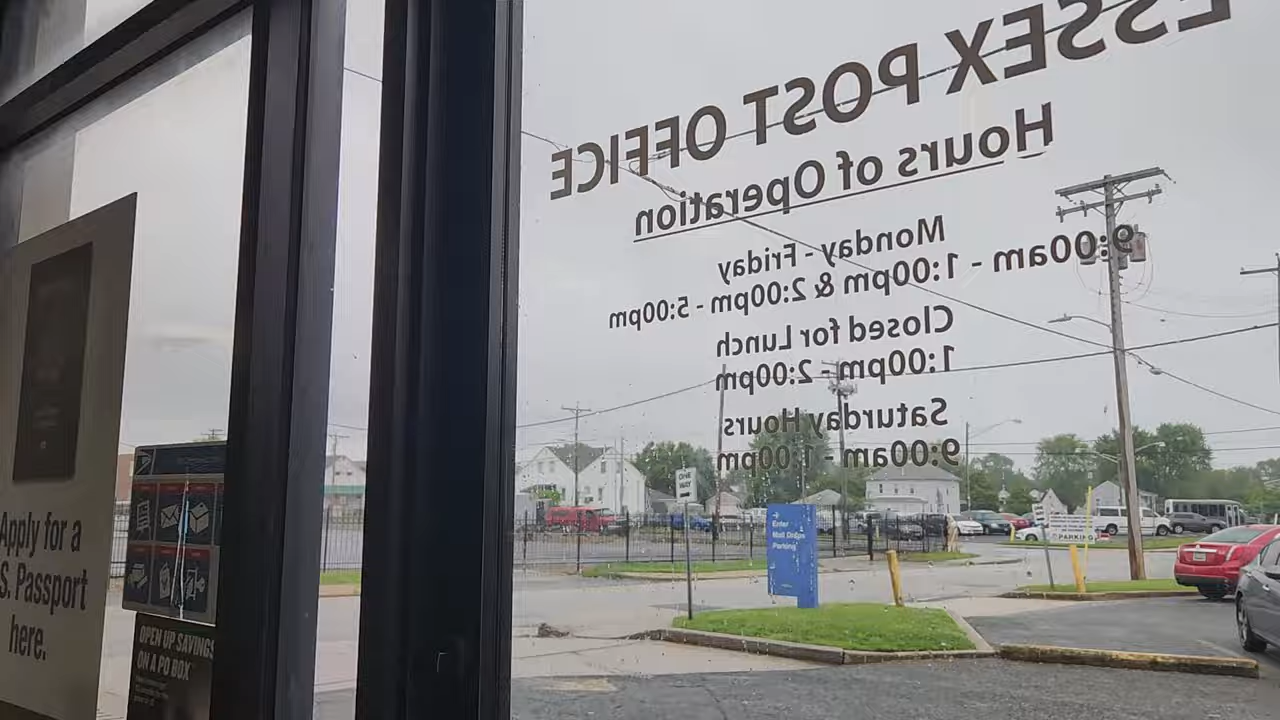 ESSEX POST OFFICE
Hours of Operation
Monday - Friday
9:00am - 1:00pm & 2:00pm - 5:00pm
Closed for Lunch
1:00pm - 2:00pm
Saturday Hours
9:00am - 1:00pm
Apply for a
S. Passport
here.
OPEN UP SAVINGS
ON A PO BOX
ONE
WAY
Enter
Mail Drops
Parking
PARKING